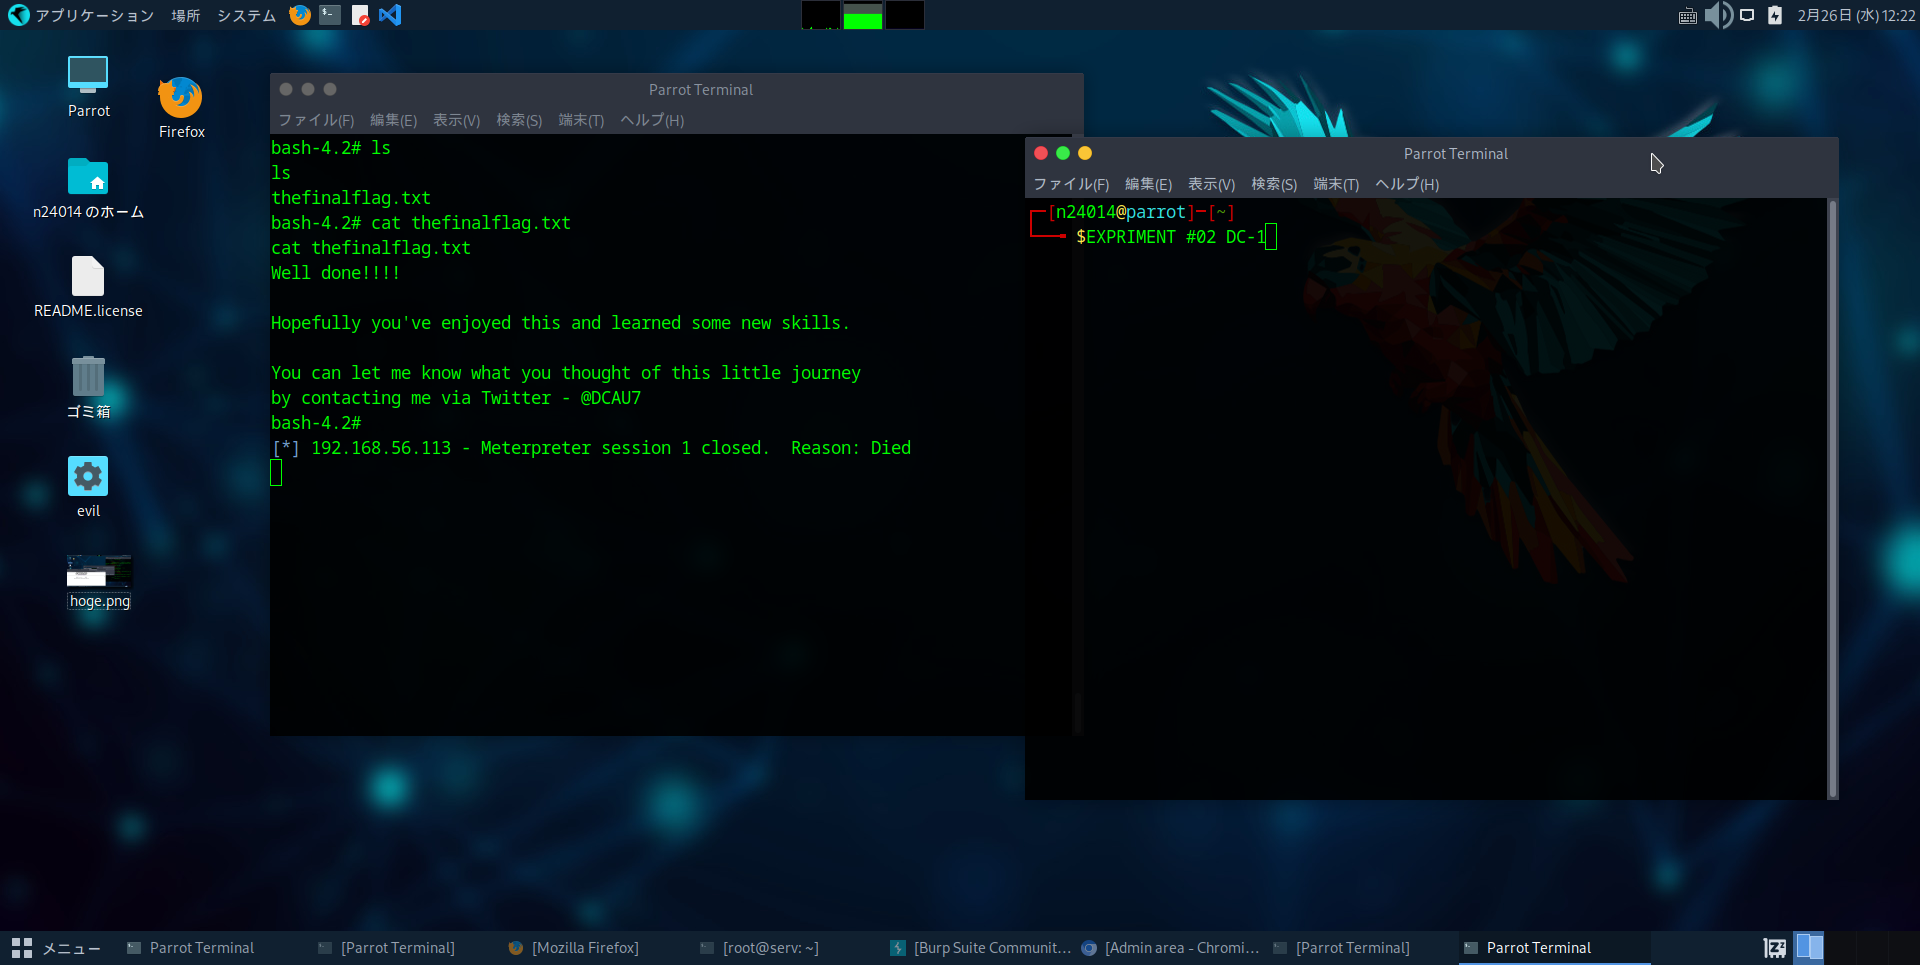 アプリケーション 場所 システム
2月26日 (水) 12:22
Parrot
Firefox
n24014 のホーム
README.license
ゴミ箱
evil
hoge.png
Parrot Terminal
ファイル(F) 編集(E) 表示(V) 検索(S) 端末(T) ヘルプ(H)
bash-4.2# ls
ls
thefinalflag.txt
bash-4.2# cat thefinalflag.txt
cat thefinalflag.txt
Well done!!!!
Hopefully you've enjoyed this and learned some new skills.
You can let me know what you thought of this little journey
by contacting me via Twitter - @DCAU7
bash-4.2#
[*] 192.168.56.113 - Meterpreter session 1 closed.  Reason: Died
Parrot Terminal
ファイル(F) 編集(E) 表示(V) 検索(S) 端末(T) ヘルプ(H)
[n24014@parrot]─[~]
$EXPRIMENT #02 DC-1
メニュー Parrot Terminal [Parrot Terminal] [Mozilla Firefox] [root@serv: ~] [Burp Suite Communit... [Admin area - Chromi... [Parrot Terminal] Parrot Terminal